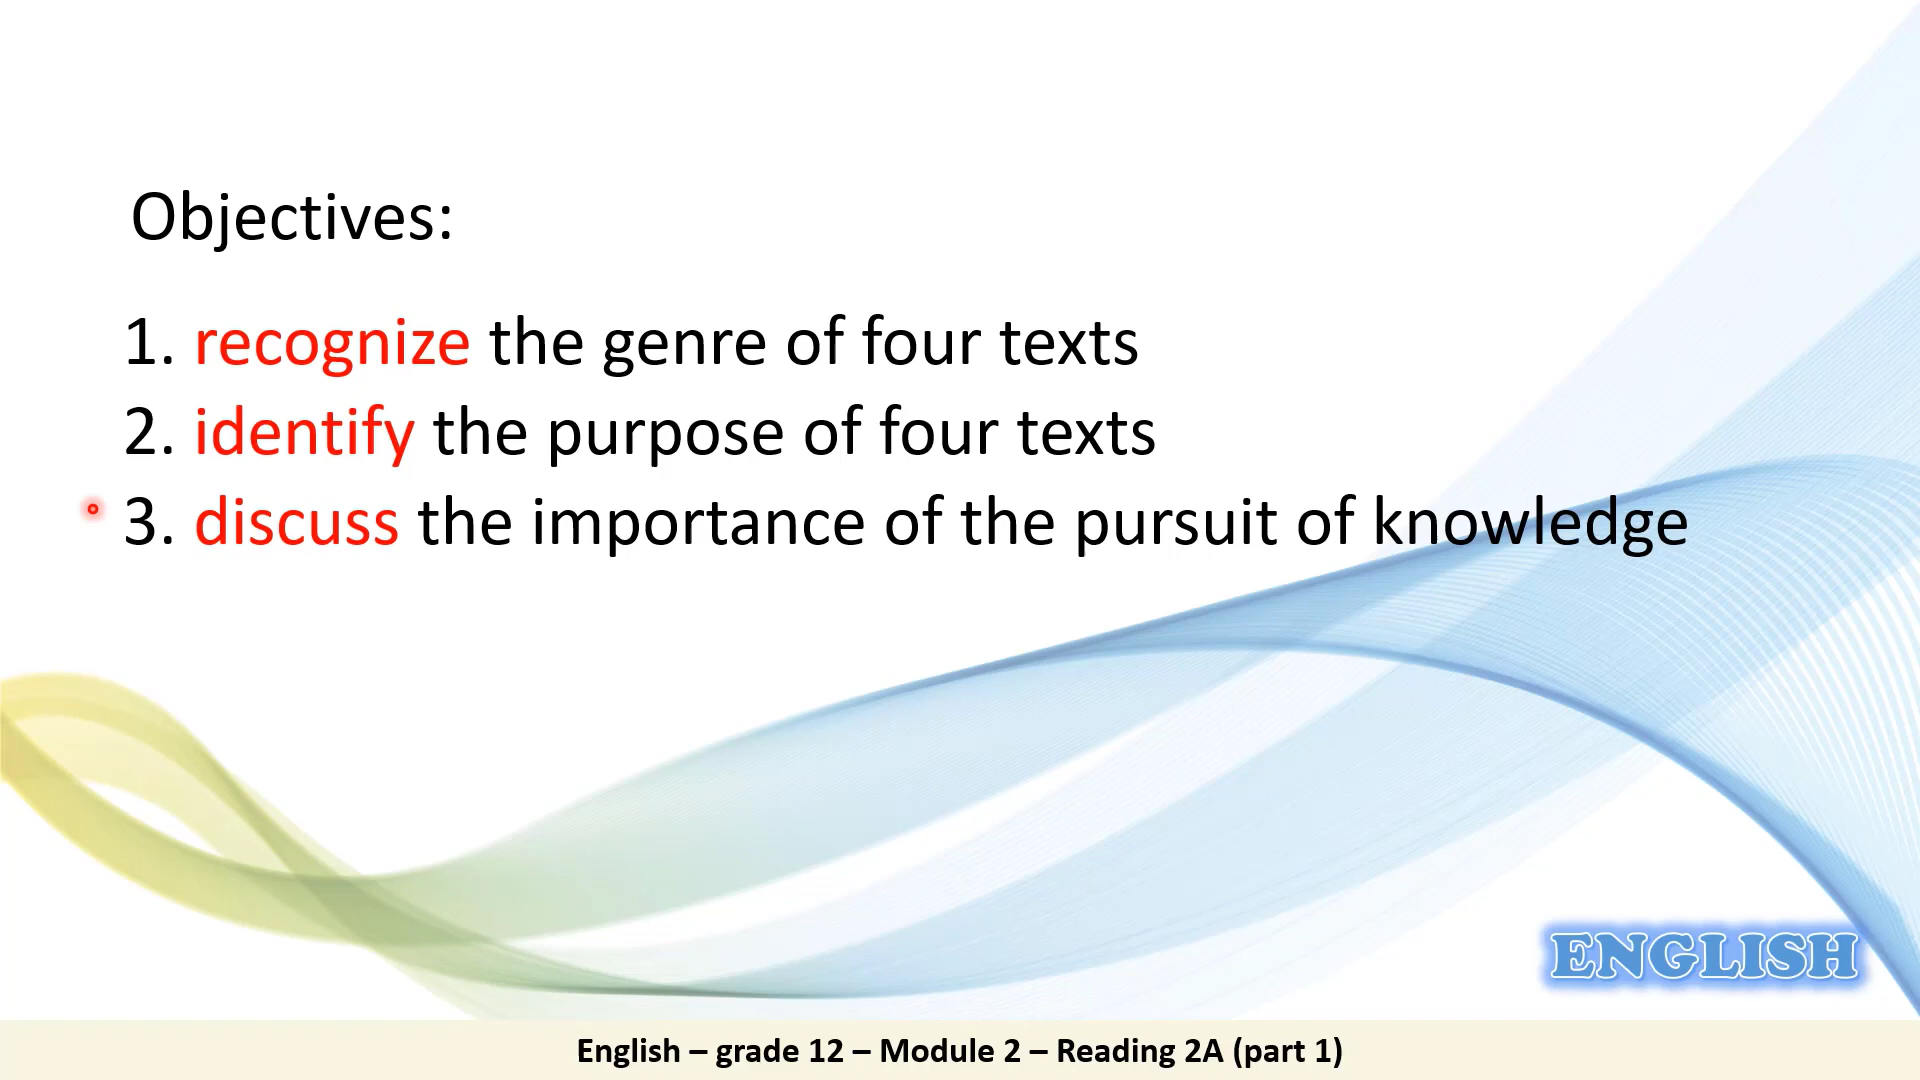 Objectives:
1. recognize the genre of four texts
2. identify the purpose of four texts
3. discuss the importance of the pursuit of knowledge
ENGLISH
English – grade 12 – Module 2 – Reading 2A (part 1)